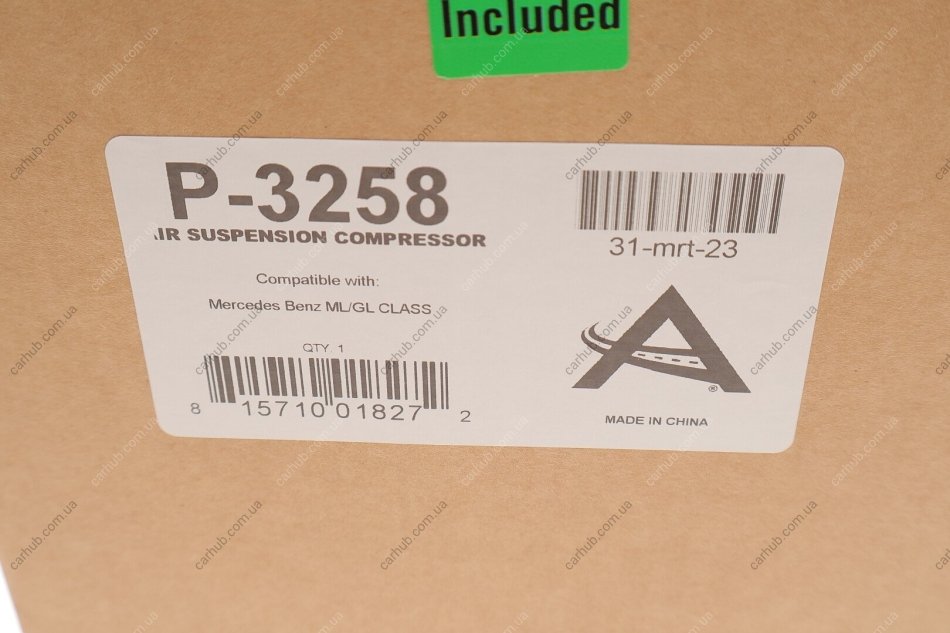 Included
P-3258
AIR SUSPENSION COMPRESSOR
31-mrt-23
Compatible with:
Mercedes Benz ML/GL CLASS
QTY 1
8 15710 01827 2
A®
MADE IN CHINA
carhub.com.ua